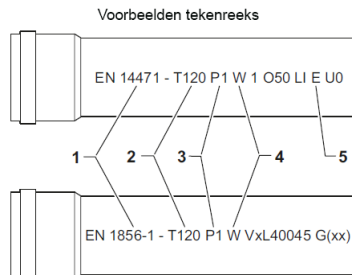 Voorbeelden tekenreeks
EN 14471 - T120 P1 W 1 O50 LI E U0
1 2 3 4 5
EN 1856-1 - T120 P1 W VxL40045 G(xx)